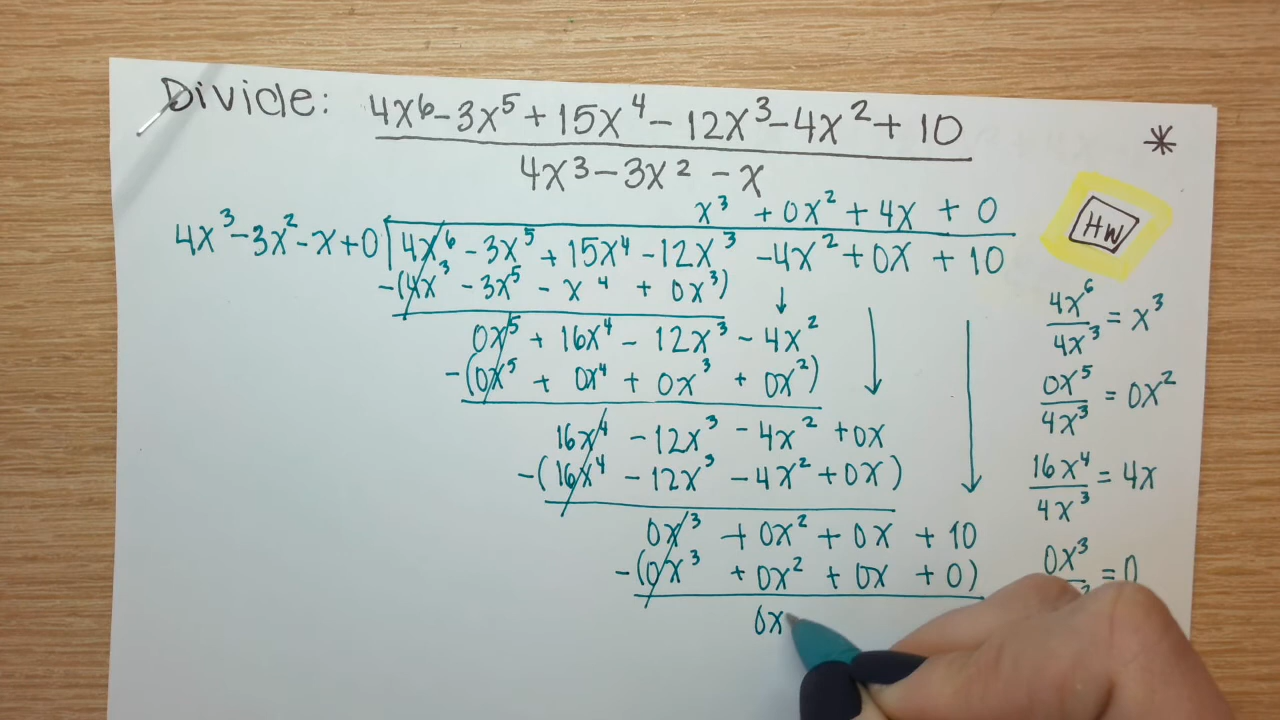 Divide: 4x⁶ - 3x⁵ + 15x⁴ - 12x³ - 4x² + 10
4x³ - 3x² - x
*
x³ + 0x² + 4x + 0
4x³ - 3x² - x + 0 4x⁶ - 3x⁵ + 15x⁴ - 12x³ - 4x² + 0x + 10
HW
-(4x³ - 3x⁵ - x⁴ + 0x³) ↓
0x⁵ + 16x⁴ - 12x³ - 4x²
-(0x⁵ + 0x⁴ + 0x³ + 0x²)
16x⁴ - 12x³ - 4x² + 0x
-(16x⁴ - 12x³ - 4x² + 0x)
0x³ + 0x² + 0x + 10
-(0x³ + 0x² + 0x + 0)
0x
4x⁶
4x³ = x³
0x⁵
4x³ = 0x²
16x⁴
4x³ = 4x
0x³
= 0